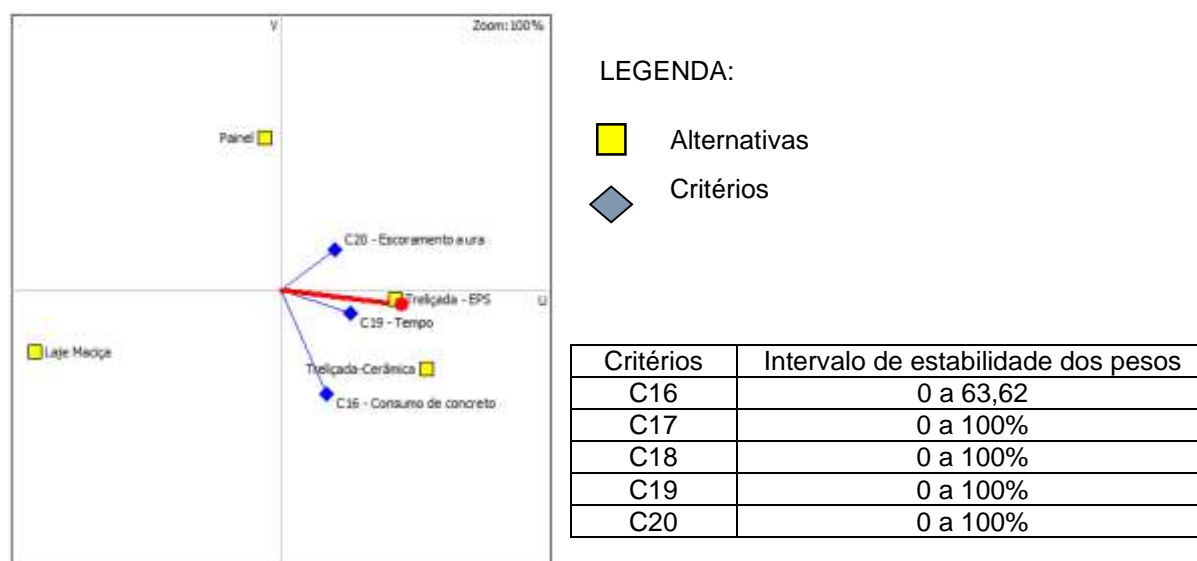 V
Zoom: 100%
Painel
C20 - Escoramento a ura
Treliçada - EPS
U
C19 - Tempo
Laje Maciça
Treliçada-Cerâmica
C16 - Consumo de concreto
LEGENDA:
Alternativas
Critérios
Critérios Intervalo de estabilidade dos pesos
C16 0 a 63,62
C17 0 a 100%
C18 0 a 100%
C19 0 a 100%
C20 0 a 100%